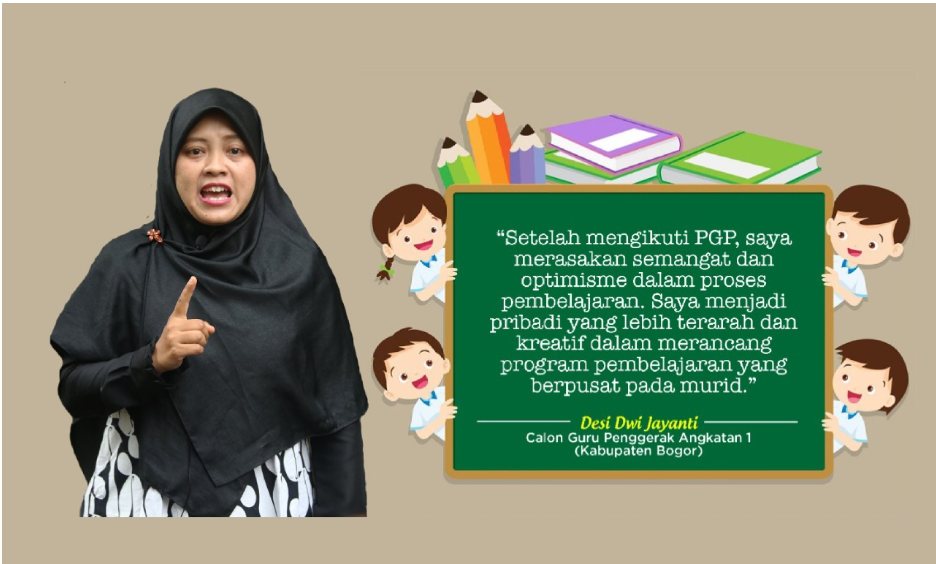 “Setelah mengikuti PGP, saya
merasakan semangat dan
optimisme dalam proses
pembelajaran. Saya menjadi
pribadi yang lebih terarah dan
kreatif dalam merancang
program pembelajaran yang
berpusat pada murid.”
Desi Dwi Jayanti
Calon Guru Penggerak Angkatan 1
(Kabupaten Bogor)